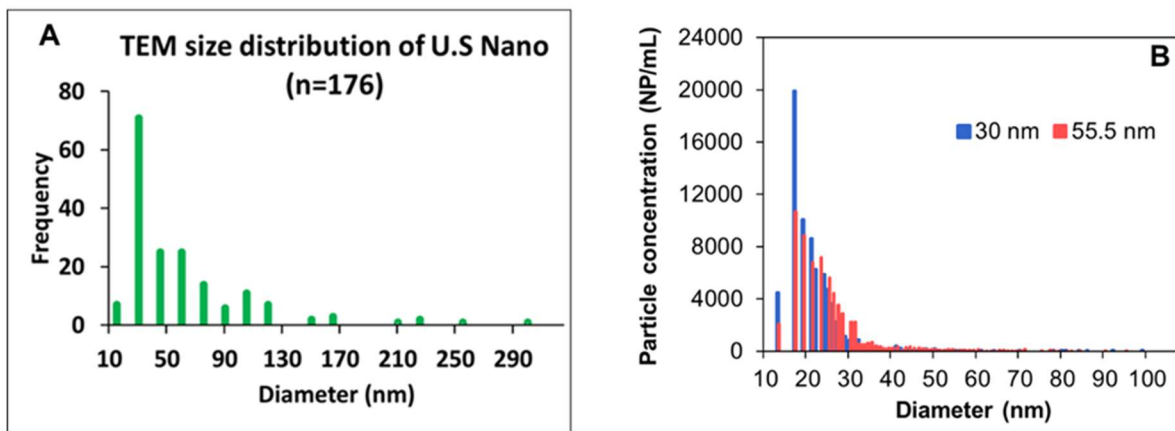 A
TEM size distribution of U.S Nano
(n=176)
Frequency
80
60
40
20
0
10 50 90 130 170 210 250 290
Diameter (nm)
B
Particle concentration (NP/mL)
24000
20000
16000
12000
8000
4000
0
30 nm 55.5 nm
10 20 30 40 50 60 70 80 90 100
Diameter (nm)